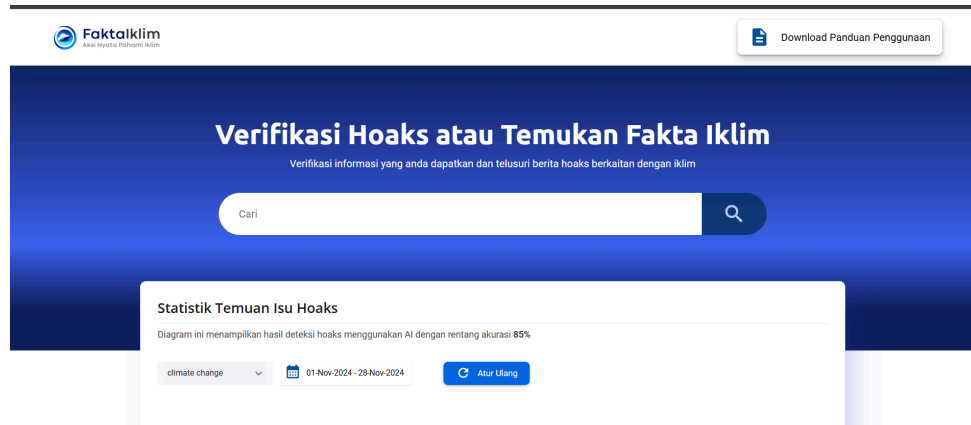 FaktaIklim
Aksi Nyata Pahami Iklim
Download Panduan Penggunaan
Verifikasi Hoaks atau Temukan Fakta Iklim
Verifikasi informasi yang anda dapatkan dan telusuri berita hoaks berkaitan dengan iklim
Cari
Statistik Temuan Isu Hoaks
Diagram ini menampilkan hasil deteksi hoaks menggunakan AI dengan rentang akurasi 85%
climate change
01-Nov-2024 - 28-Nov-2024
Atur Ulang